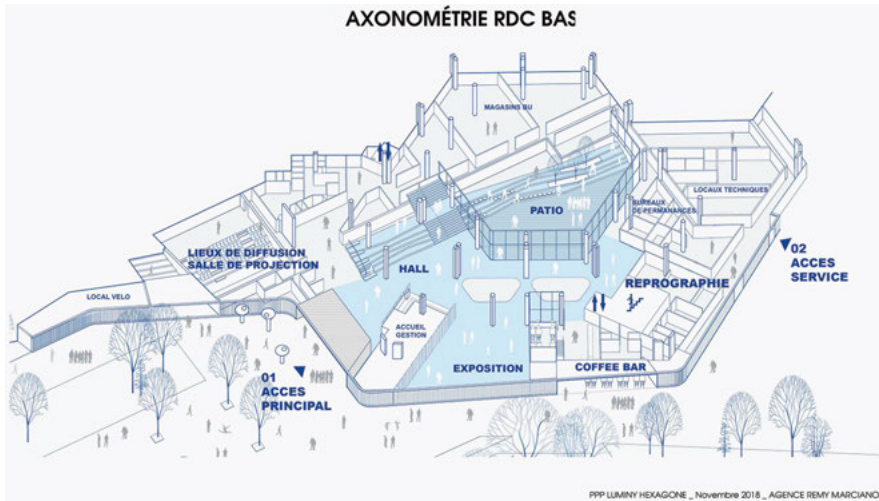 AXONOMÉTRIE RDC BAS
MAGASINS BU
LOCAUX TECHNIQUES
BUREAUX
DE PERMANANCES
PATIO
LIEUX DE DIFFUSION
SALLE DE PROJECTION
HALL
02
ACCES
SERVICE
REPROGRAPHIE
LOCAL VELO
ACCUEIL
GESTION
EXPOSITION
COFFEE BAR
01
ACCES
PRINCIPAL
PPP LUMINY HEXAGONE _ Novembre 2018 _ AGENCE REMY MARCIANO